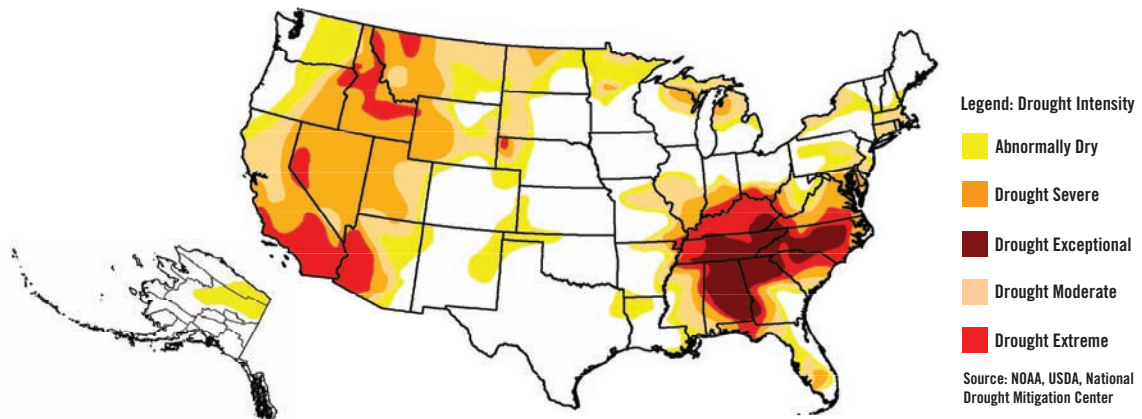 Legend: Drought Intensity
Abnormally Dry
Drought Severe
Drought Exceptional
Drought Moderate
Drought Extreme
Source: NOAA, USDA, National
Drought Mitigation Center